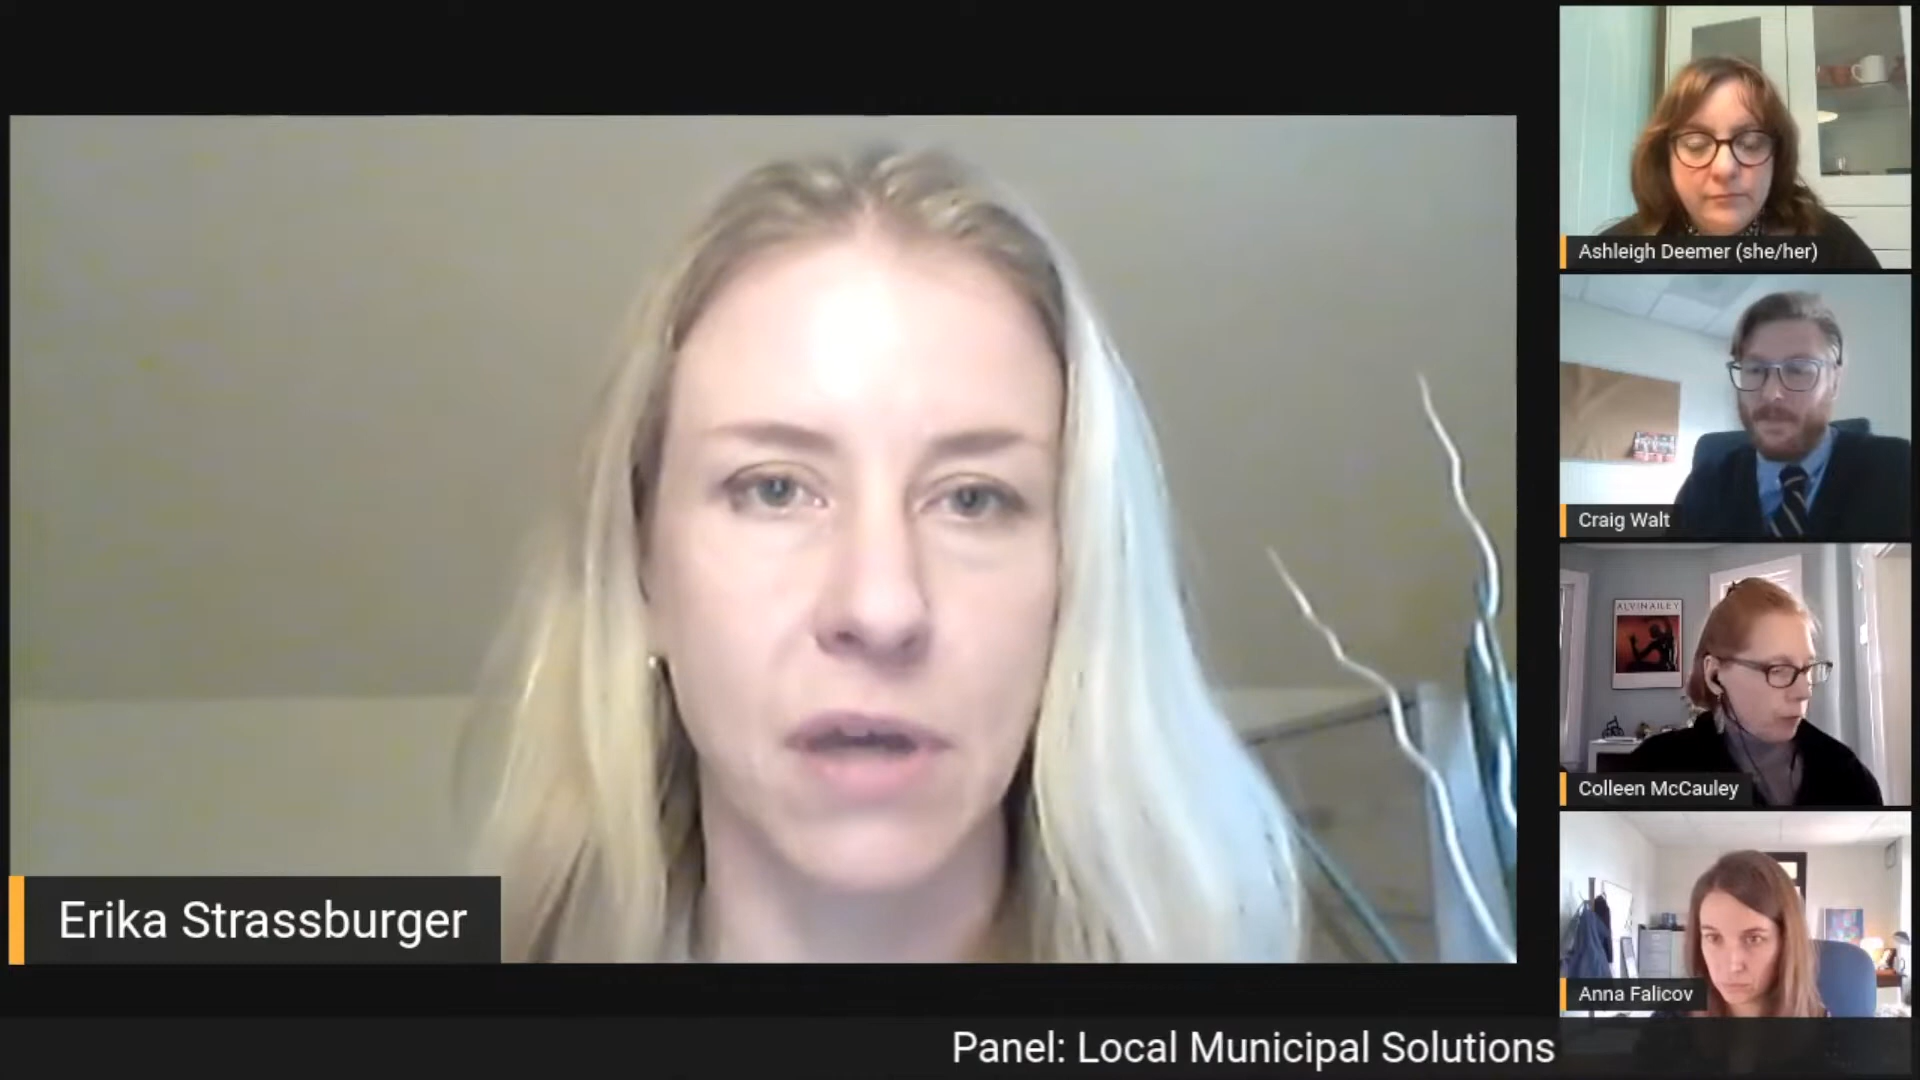 Erika Strassburger
Ashleigh Deemer (she/her)
Craig Walt
ALVIN AILEY
Colleen McCauley
Anna Falicov
Panel: Local Municipal Solutions